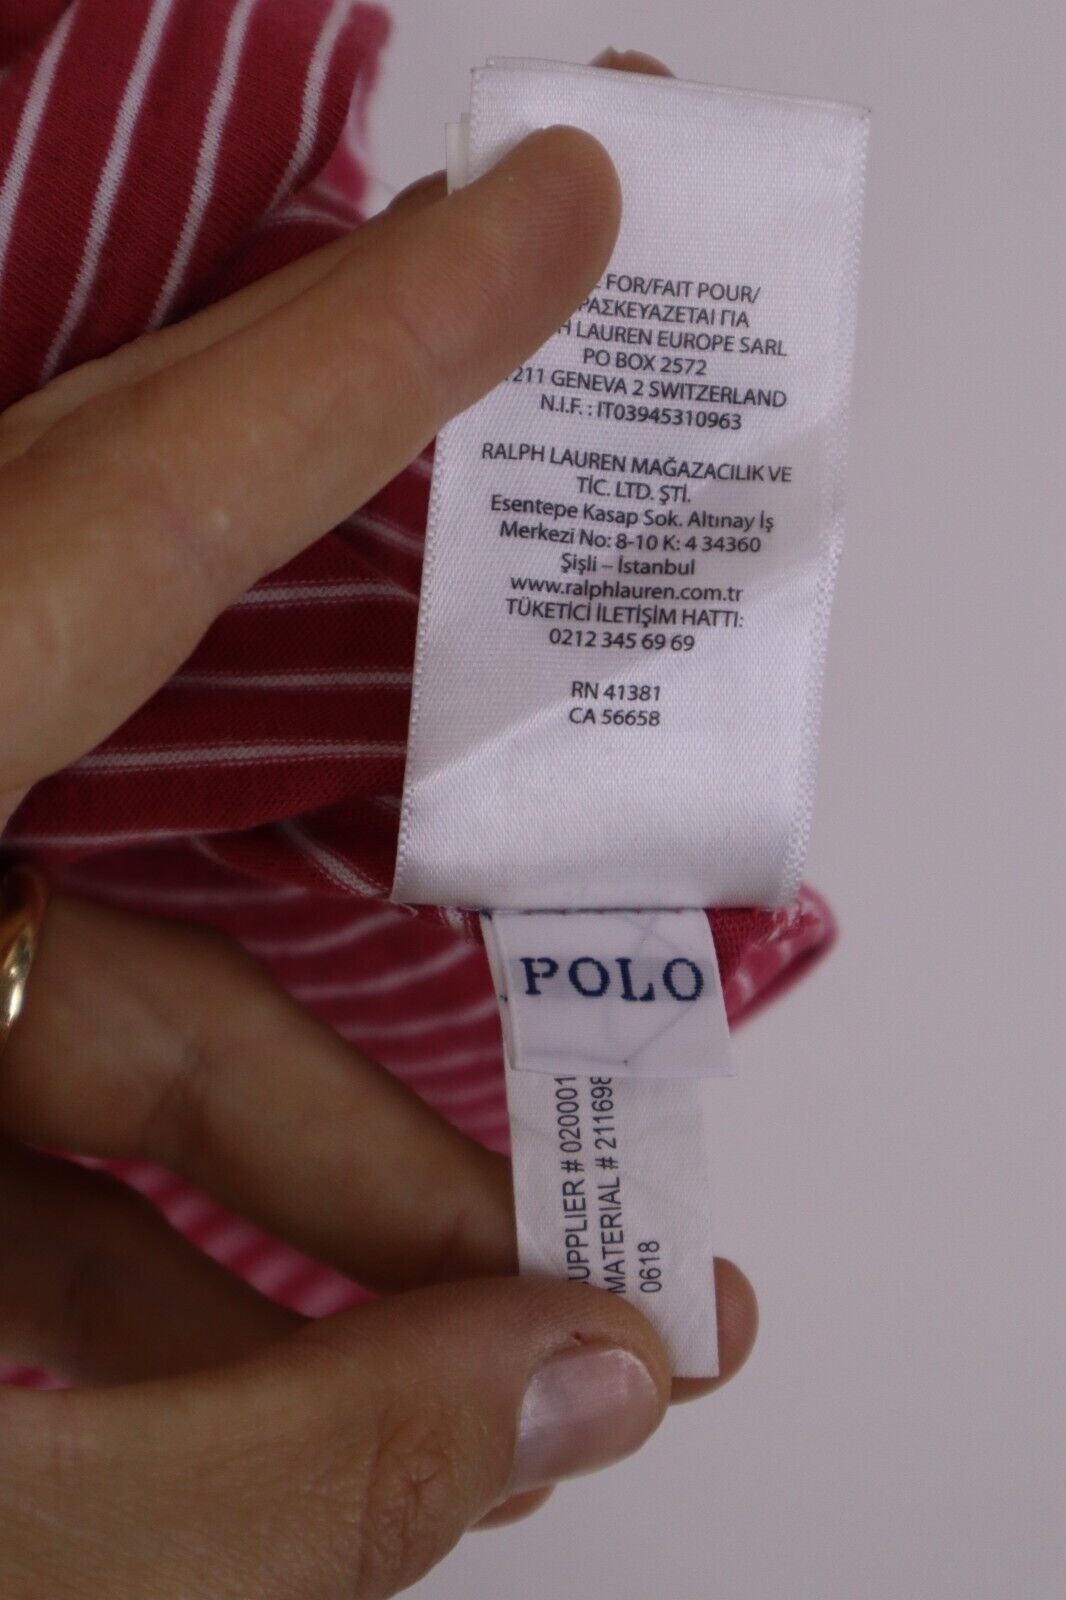 FOR/FAIT POUR/
ΡΑΣΚΕΥΑΖΕΤΑΙ ΓΙΑ
H LAUREN EUROPE SARL
PO BOX 2572
211 GENEVA 2 SWITZERLAND
N.I.F. : IT03945310963
RALPH LAUREN MAĞAZACILIK VE
TİC. LTD. ŞTİ.
Esentepe Kasap Sok. Altınay İş
Merkezi No: 8-10 K: 4 34360
Şişli – İstanbul
www.ralphlauren.com.tr
TÜKETİCİ İLETİŞİM HATTI:
0212 345 69 69
RN 41381
CA 56658
POLO
UPPLIER # 020001
MATERIAL # 211698
0618